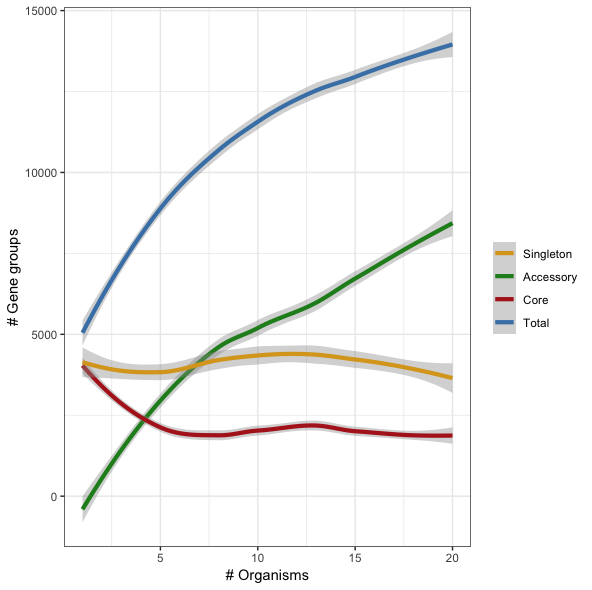 15000
10000
5000
0
# Gene groups
5
10
15
20
# Organisms
Singleton
Accessory
Core
Total